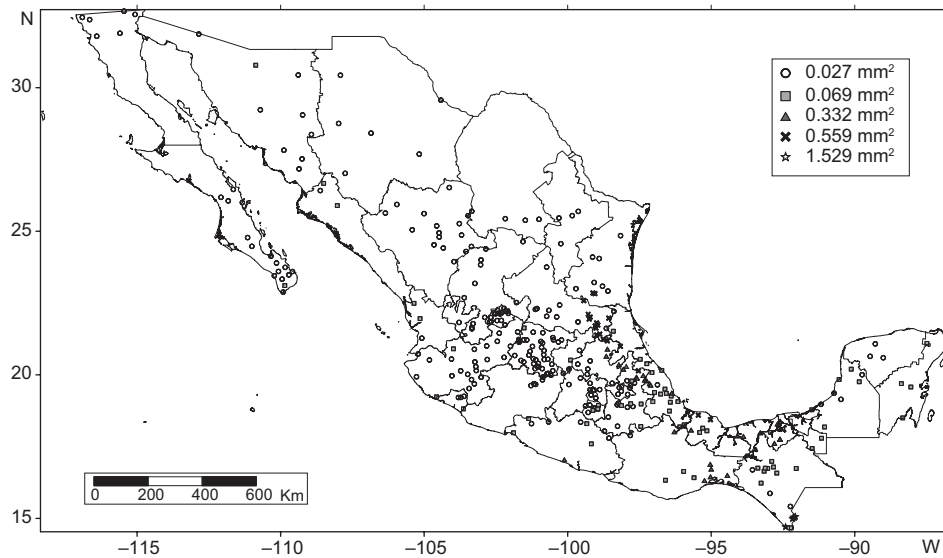 N
0.027 mm²
0.069 mm²
0.332 mm²
0.559 mm²
1.529 mm²
30
25
20
15
0 200 400 600 Km
–115 –110 –105 –100 –95 –90 W